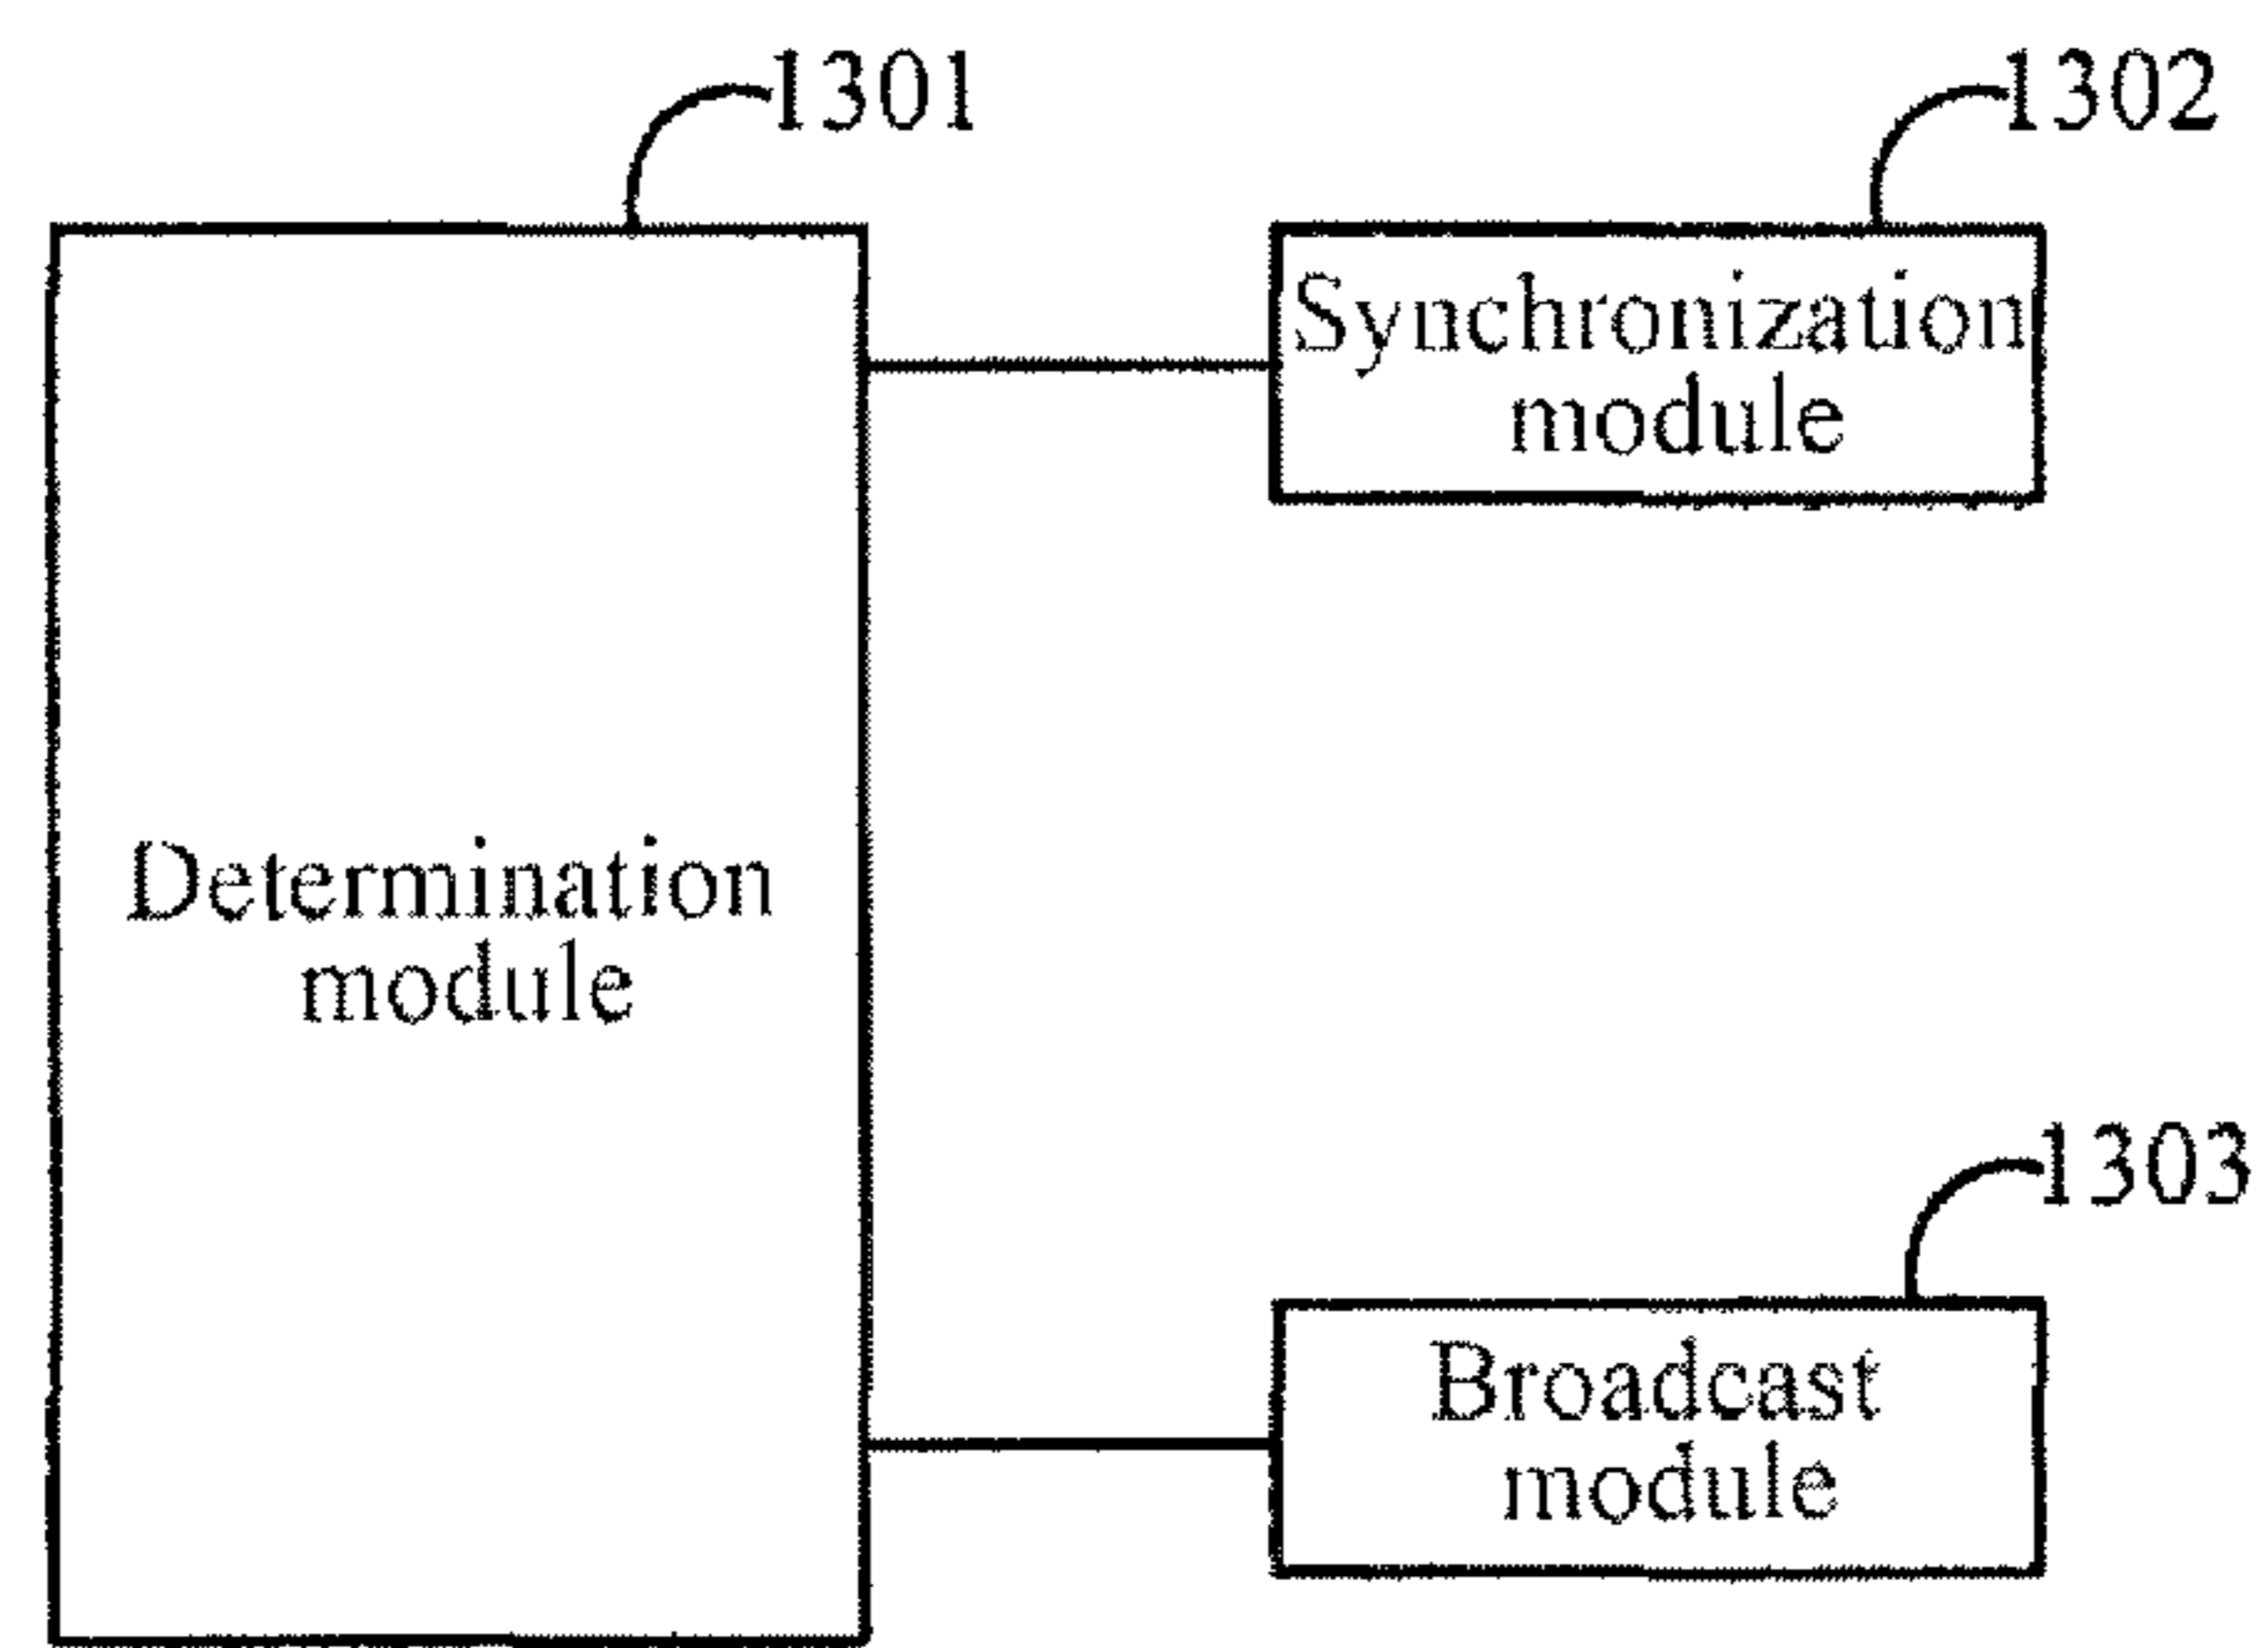 1301
1302
Synchronization
module
Determination
module
1303
Broadcast
module